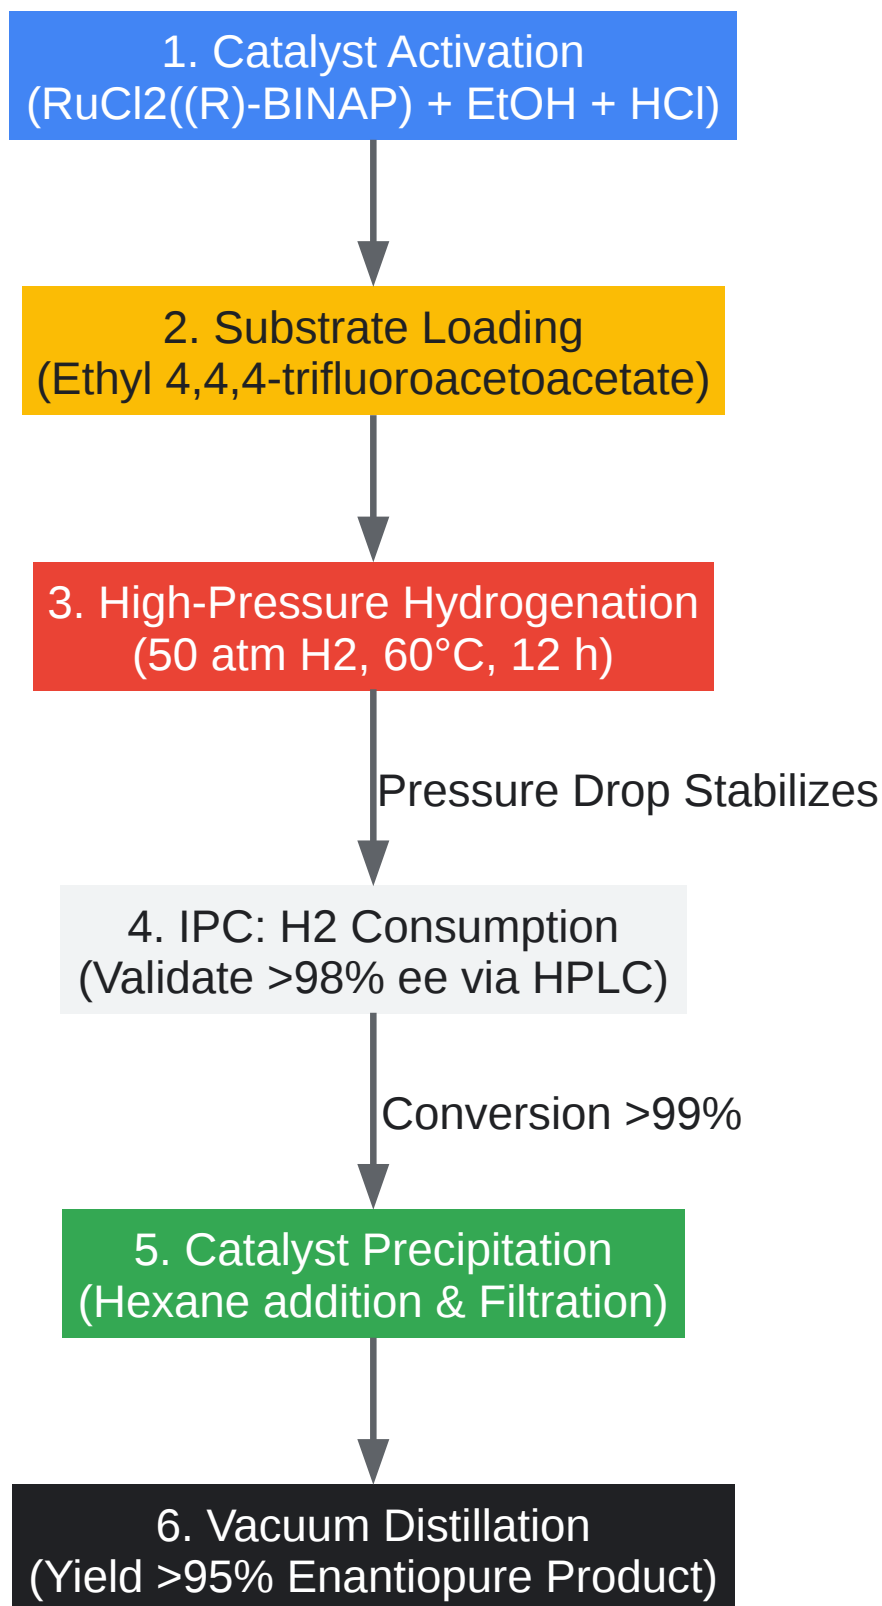 1. Catalyst Activation
(RuCl2((R)-BINAP) + EtOH + HCl)
2. Substrate Loading
(Ethyl 4,4,4-trifluoroacetoacetate)
3. High-Pressure Hydrogenation
(50 atm H2, 60°C, 12 h)
Pressure Drop Stabilizes
4. IPC: H2 Consumption
(Validate >98% ee via HPLC)
Conversion >99%
5. Catalyst Precipitation
(Hexane addition & Filtration)
6. Vacuum Distillation
(Yield >95% Enantiopure Product)